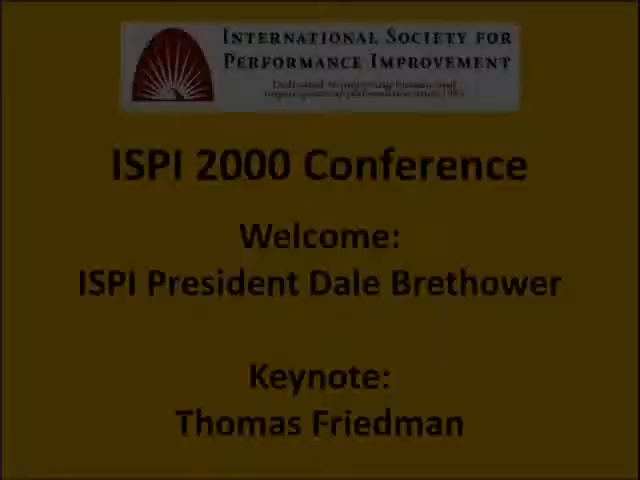 INTERNATIONAL SOCIETY FOR
PERFORMANCE IMPROVEMENT
ISPI 2000 Conference
Welcome:
ISPI President Dale Brethower
Keynote:
Thomas Friedman